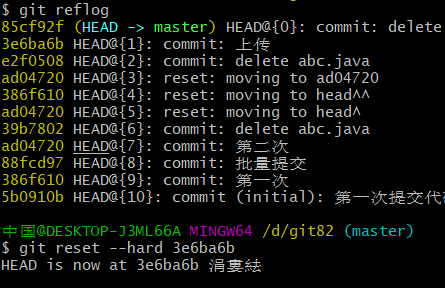 $ git reflog
85cf92f (HEAD -> master) HEAD@{0}: commit: delete
3e6ba6b HEAD@{1}: commit: 上传
e2f0508 HEAD@{2}: commit: delete abc.java
ad04720 HEAD@{3}: reset: moving to ad04720
386f610 HEAD@{4}: reset: moving to head^^
ad04720 HEAD@{5}: reset: moving to head^
39b7802 HEAD@{6}: commit: delete abc.java
ad04720 HEAD@{7}: commit: 第二次
88fcd97 HEAD@{8}: commit: 批量提交
386f610 HEAD@{9}: commit: 第一次
5b0910b HEAD@{10}: commit (initial): 第一次提交代
中国@DESKTOP-J3ML66A MINGW64 /d/git82 (master)
$ git reset --hard 3e6ba6b
HEAD is now at 3e6ba6b 涓婁紶